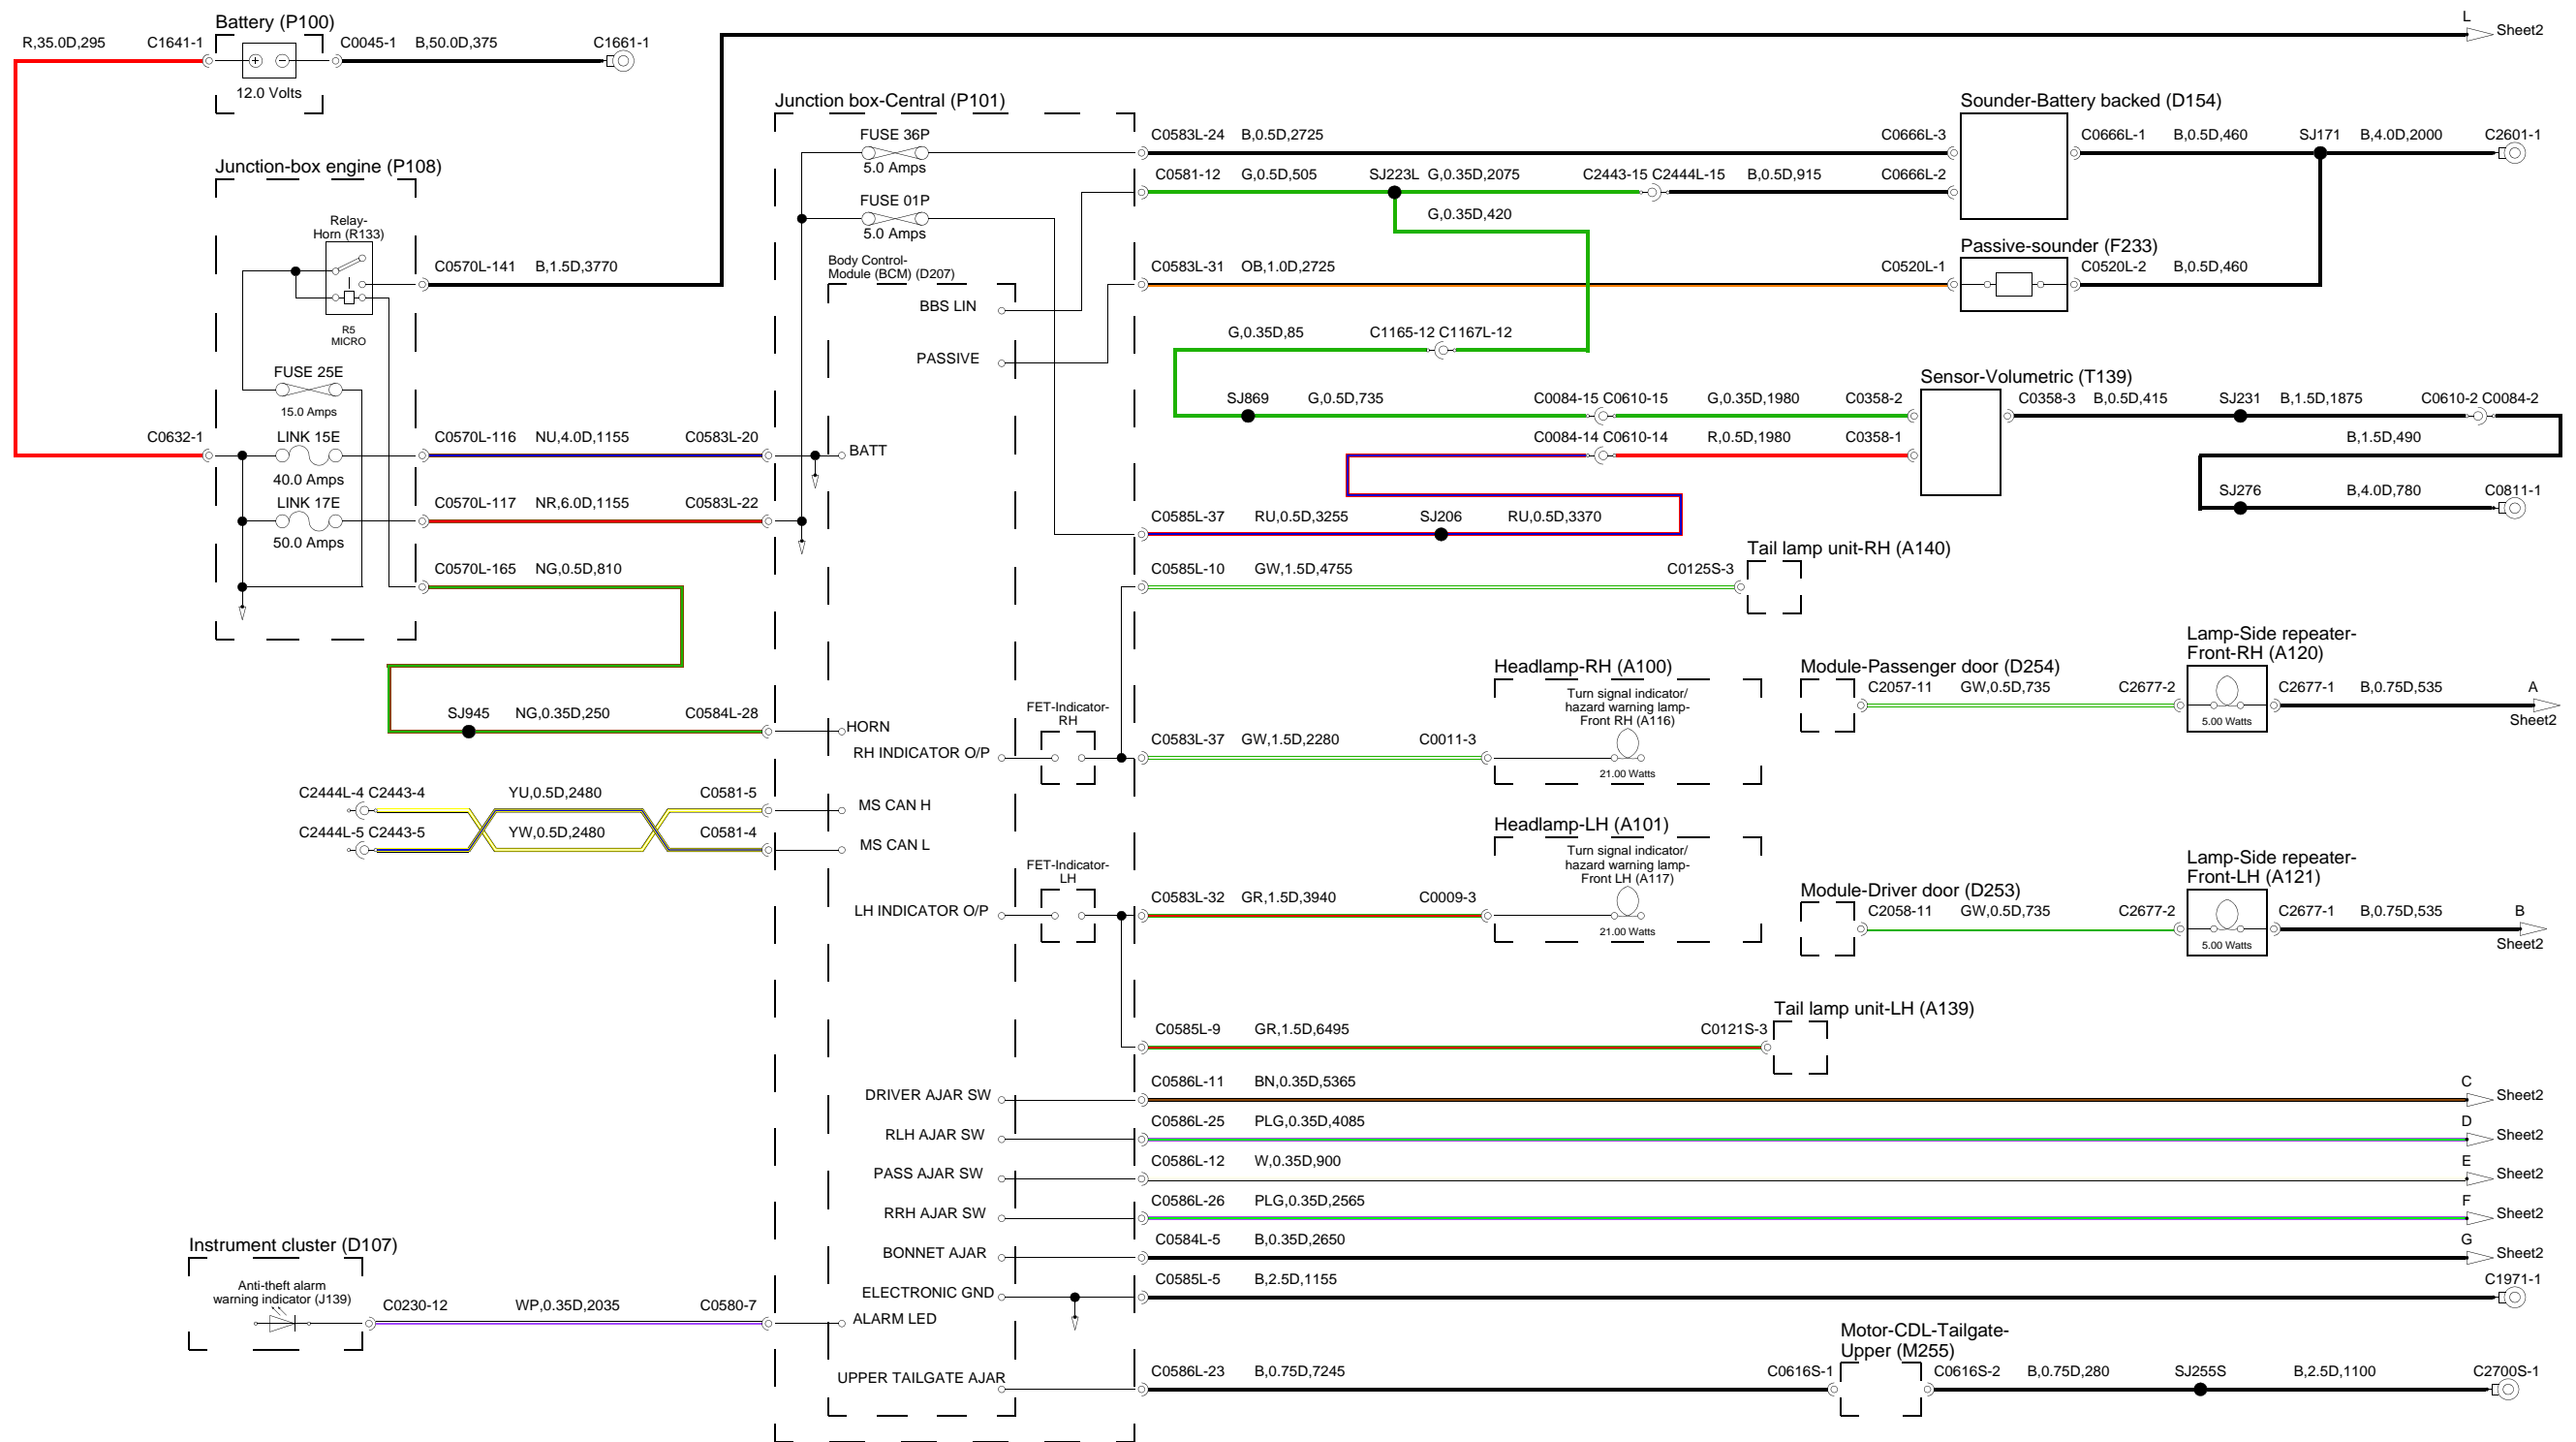 Battery (P100)
R,35.0D,295
C1641-1
C0045-1
B,50.0D,375
C1661-1
+
−
12.0 Volts
L
Sheet2
Junction-box engine (P108)
Relay-
Horn (R133)
R5
MICRO
C0570L-141
B,1.5D,3770
FUSE 25E
15.0 Amps
C0632-1
LINK 15E
40.0 Amps
C0570L-116
NU,4.0D,1155
C0583L-20
LINK 17E
50.0 Amps
C0570L-117
NR,6.0D,1155
C0583L-22
C0570L-165
NG,0.5D,810
SJ945
NG,0.35D,250
C0584L-28
C2444L-4 C2443-4
YU,0.5D,2480
C0581-5
C2444L-5 C2443-5
YW,0.5D,2480
C0581-4
Instrument cluster (D107)
Anti-theft alarm
warning indicator (J139)
C0230-12
WP,0.35D,2035
C0580-7
Junction box-Central (P101)
FUSE 36P
5.0 Amps
FUSE 01P
5.0 Amps
Body Control-
Module (BCM) (D207)
BBS LIN
PASSIVE
BATT
HORN
FET-Indicator-
RH
RH INDICATOR O/P
MS CAN H
MS CAN L
FET-Indicator-
LH
LH INDICATOR O/P
DRIVER AJAR SW
RLH AJAR SW
PASS AJAR SW
RRH AJAR SW
BONNET AJAR
ELECTRONIC GND
ALARM LED
UPPER TAILGATE AJAR
Sounder-Battery backed (D154)
C0583L-24
B,0.5D,2725
C0666L-3
C0666L-1
B,0.5D,460
SJ171
B,4.0D,2000
C2601-1
C0581-12
G,0.5D,505
SJ223L
G,0.35D,2075
C2443-15 C2444L-15
B,0.5D,915
C0666L-2
G,0.35D,420
Passive-sounder (F233)
C0583L-31
OB,1.0D,2725
C0520L-1
C0520L-2
B,0.5D,460
G,0.35D,85
C1165-12 C1167L-12
Sensor-Volumetric (T139)
SJ869
G,0.5D,735
C0084-15 C0610-15
G,0.35D,1980
C0358-2
C0358-3
B,0.5D,415
SJ231
B,1.5D,1875
C0610-2 C0084-2
C0084-14 C0610-14
R,0.5D,1980
C0358-1
B,1.5D,490
SJ276
B,4.0D,780
C0811-1
C0585L-37
RU,0.5D,3255
SJ206
RU,0.5D,3370
Tail lamp unit-RH (A140)
C0585L-10
GW,1.5D,4755
C0125S-3
Headlamp-RH (A100)
Turn signal indicator/
hazard warning lamp-
Front RH (A116)
21.00 Watts
C0583L-37
GW,1.5D,2280
C0011-3
Module-Passenger door (D254)
C2057-11
GW,0.5D,735
C2677-2
Lamp-Side repeater-
Front-RH (A120)
5.00 Watts
C2677-1
B,0.75D,535
A
Sheet2
Headlamp-LH (A101)
Turn signal indicator/
hazard warning lamp-
Front LH (A117)
21.00 Watts
C0583L-32
GR,1.5D,3940
C0009-3
Module-Driver door (D253)
C2058-11
GW,0.5D,735
C2677-2
Lamp-Side repeater-
Front-LH (A121)
5.00 Watts
C2677-1
B,0.75D,535
B
Sheet2
Tail lamp unit-LH (A139)
C0585L-9
GR,1.5D,6495
C0121S-3
C0586L-11
BN,0.35D,5365
C
Sheet2
C0586L-25
PLG,0.35D,4085
D
Sheet2
C0586L-12
W,0.35D,900
E
Sheet2
C0586L-26
PLG,0.35D,2565
F
Sheet2
C0584L-5
B,0.35D,2650
G
Sheet2
C0585L-5
B,2.5D,1155
C1971-1
Motor-CDL-Tailgate-
Upper (M255)
C0586L-23
B,0.75D,7245
C0616S-1
C0616S-2
B,0.75D,280
SJ255S
B,2.5D,1100
C2700S-1